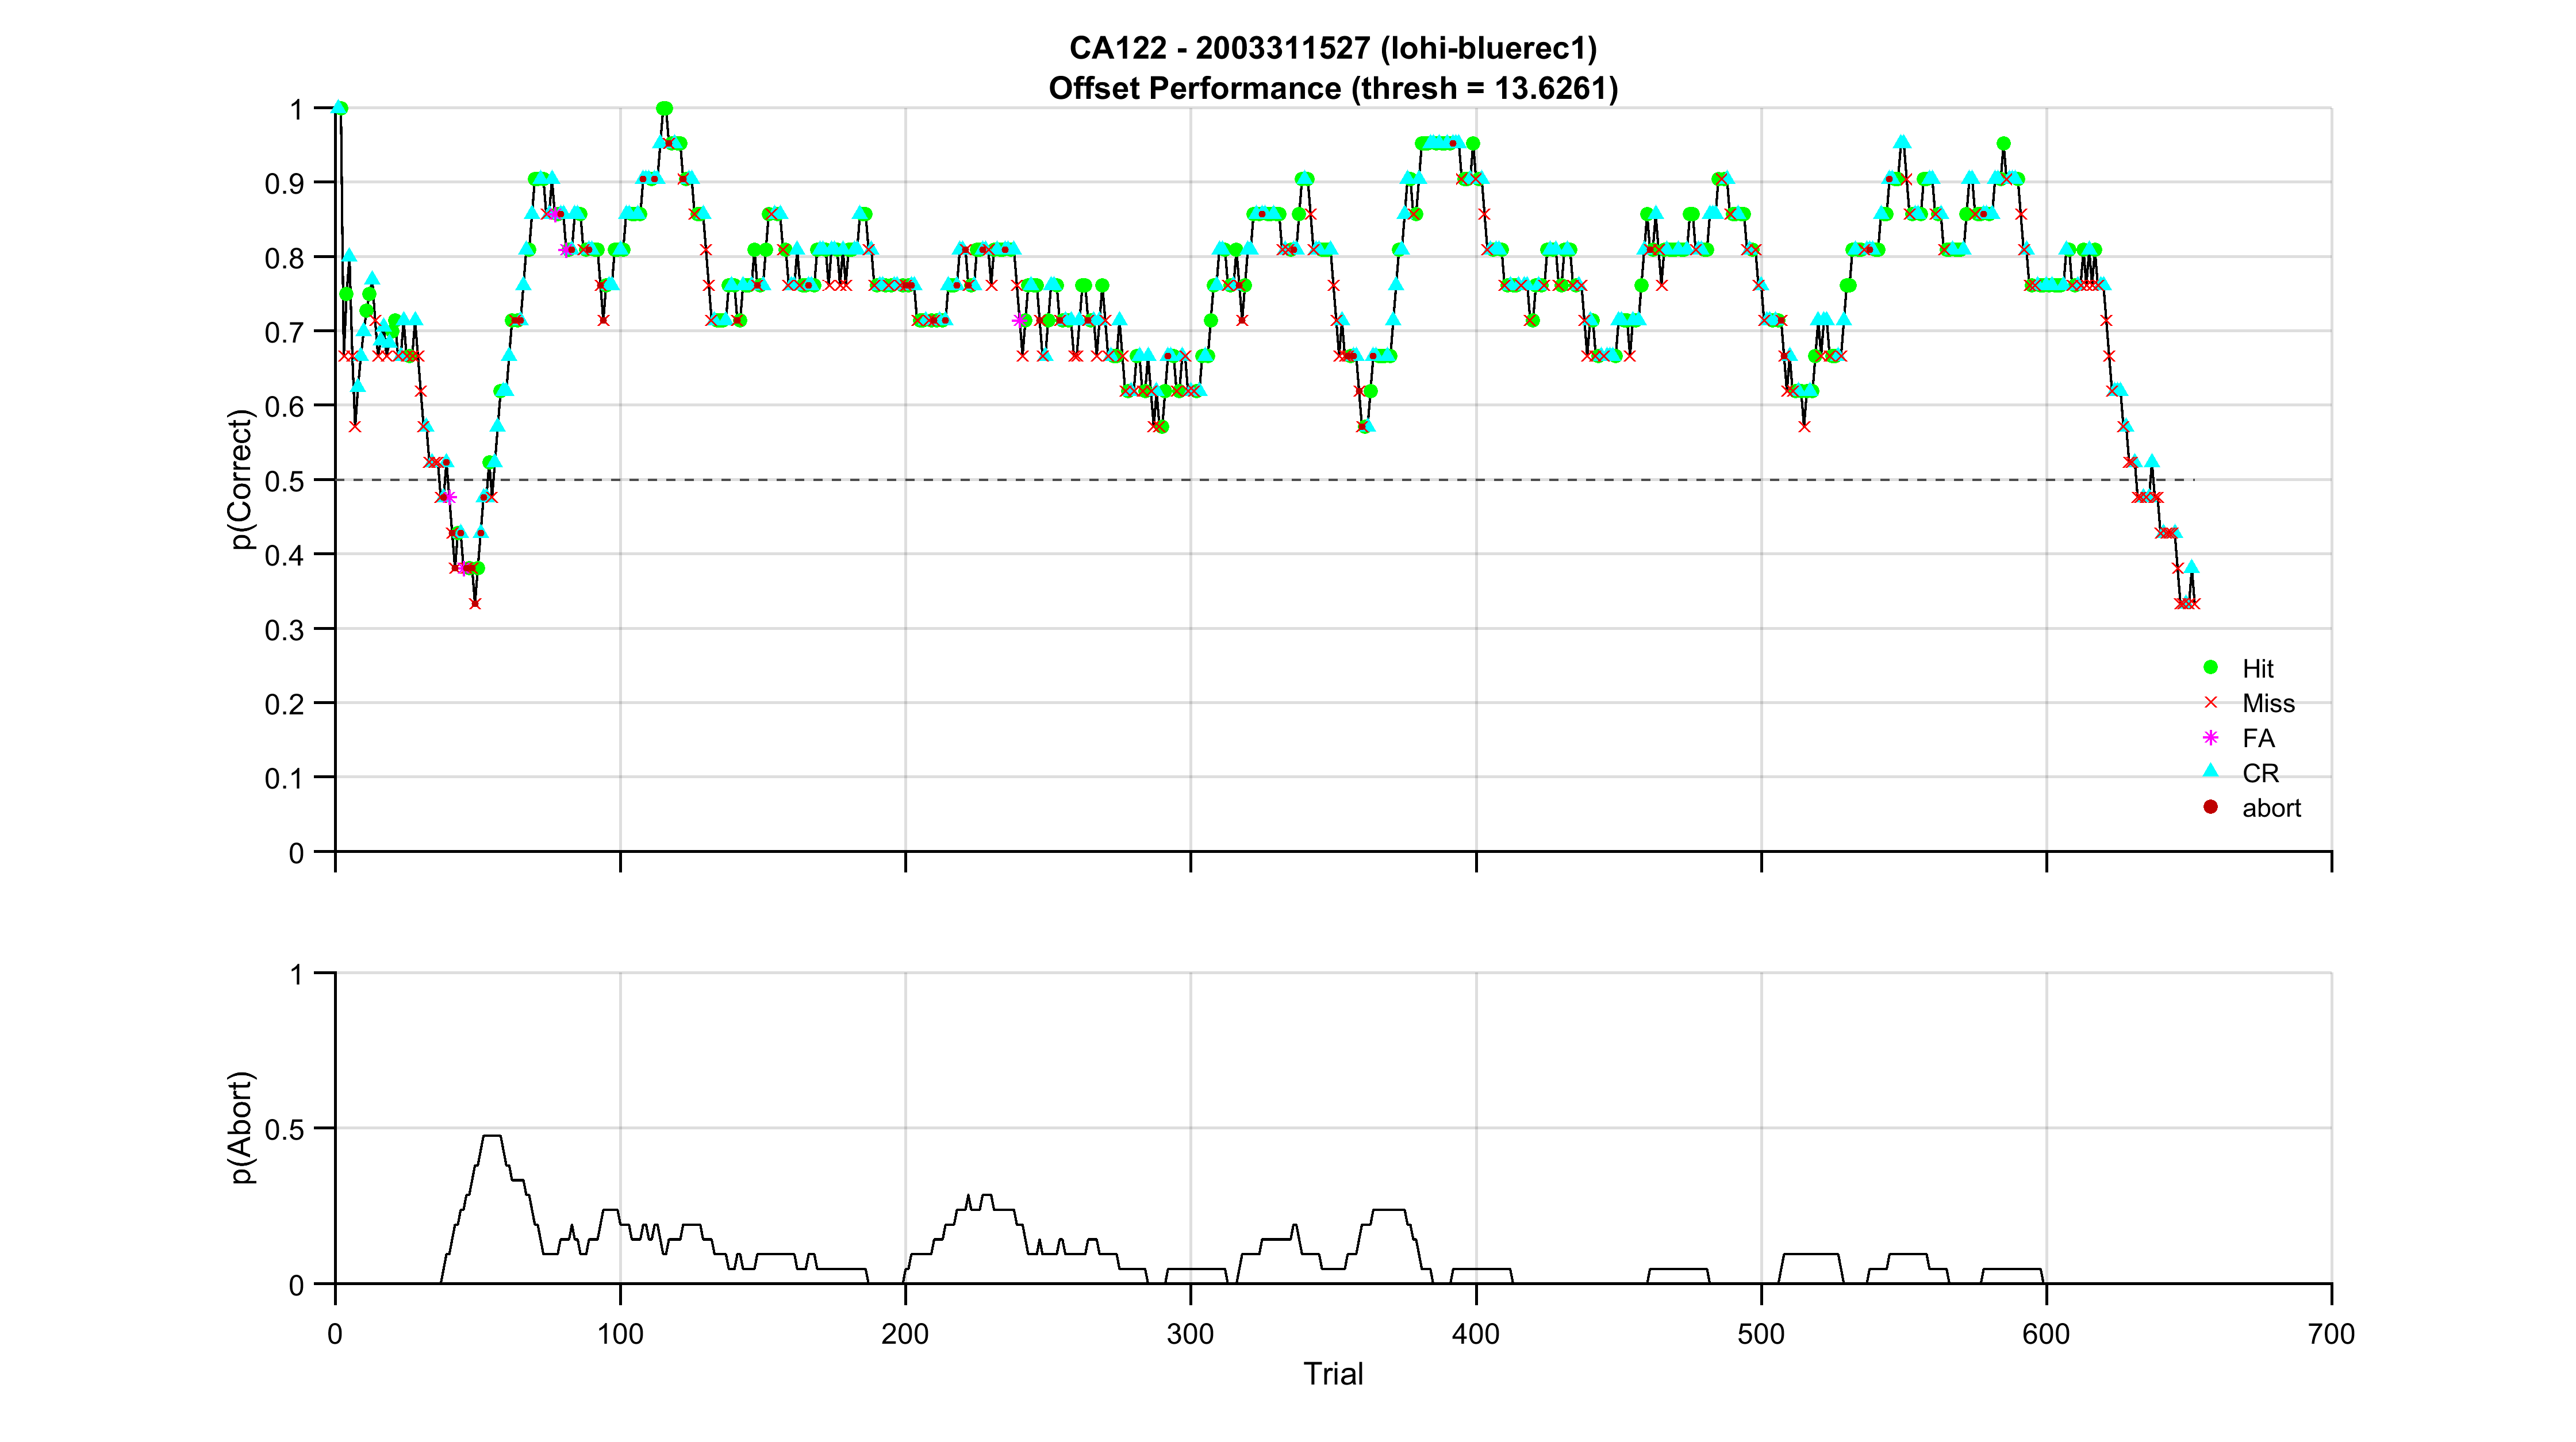 CA122 - 2003311527 (lohi-bluerec1)
Offset Performance (thresh = 13.6261)
1
0.9
0.8
0.7
0.6
0.5
0.4
0.3
0.2
0.1
0
p(Correct)
Hit
Miss
FA
CR
abort
1
0.5
0
p(Abort)
0 100 200 300 400 500 600 700
Trial